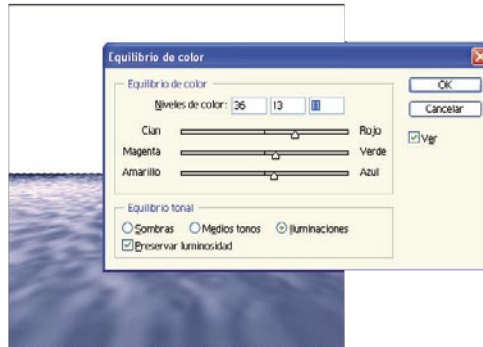 Equilibrio de color
Equilibrio de color
Niveles de color: 36 13 11
OK
Cancelar
Ver
Cian Rojo
Magenta Verde
Amarillo Azul
Equilibrio tonal
Sombras Medios tonos Iluminaciones
Preservar luminosidad